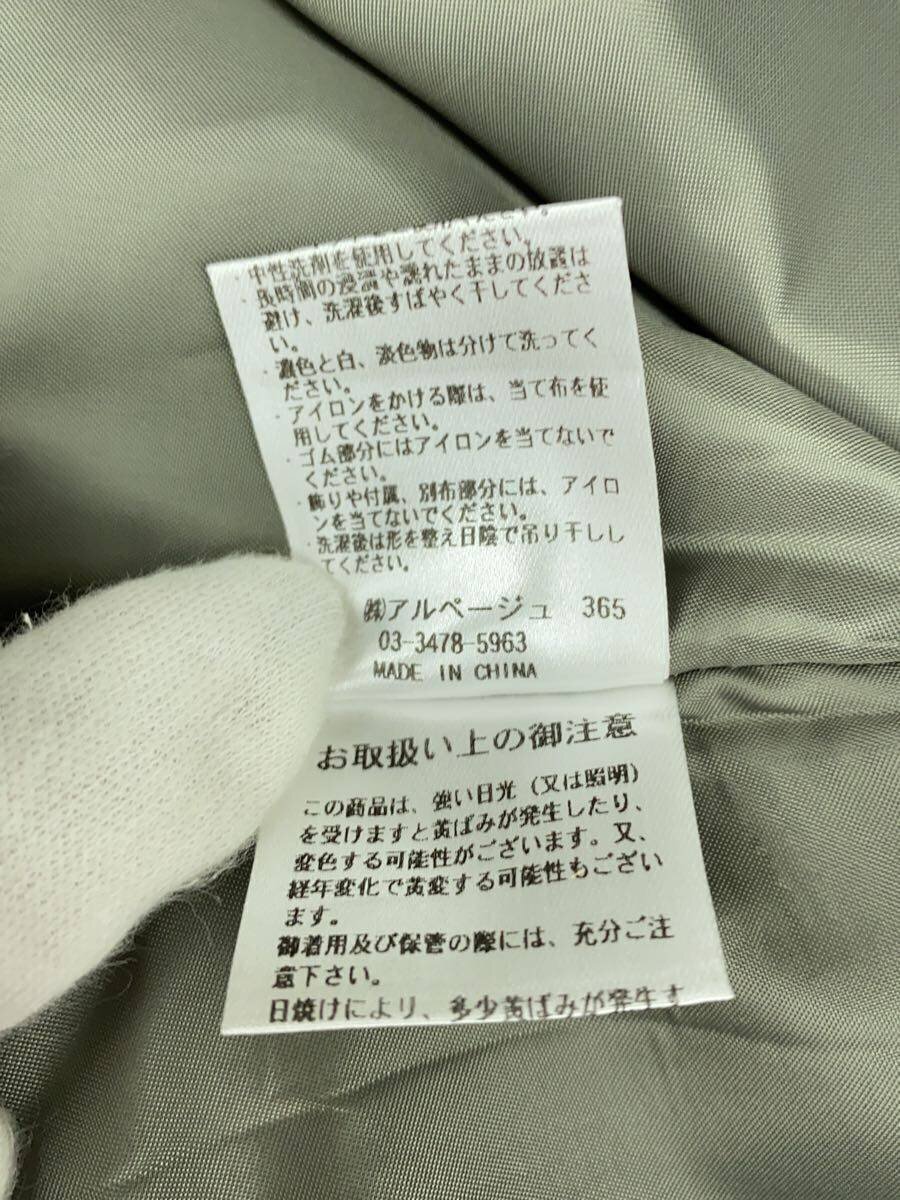 ・中性洗剤を使用してください。
・長時間の浸漬や濡れたままの放置は
避け、洗濯後すばやく干してくださ
い。
・濃色と白、淡色物は分けて洗ってく
ださい。
・アイロンをかける際は、当て布を使
用してください。
・ゴム部分にはアイロンを当てないで
ください。
・飾りや付属、別布部分には、アイロ
ンを当てないでください。
・洗濯後は形を整え日陰で吊り干しし
てください。
㈱アルページュ 365
03-3478-5963
MADE IN CHINA
お取扱い上の御注意
この商品は、強い日光（又は照明）
を受けますと黄ばみが発生したり、
変色する可能性がございます。又、
経年変化で黄変する可能性もござい
ます。
御着用及び保管の際には、充分ご注
意下さい。
日焼けにより、多少黄ばみが発生す